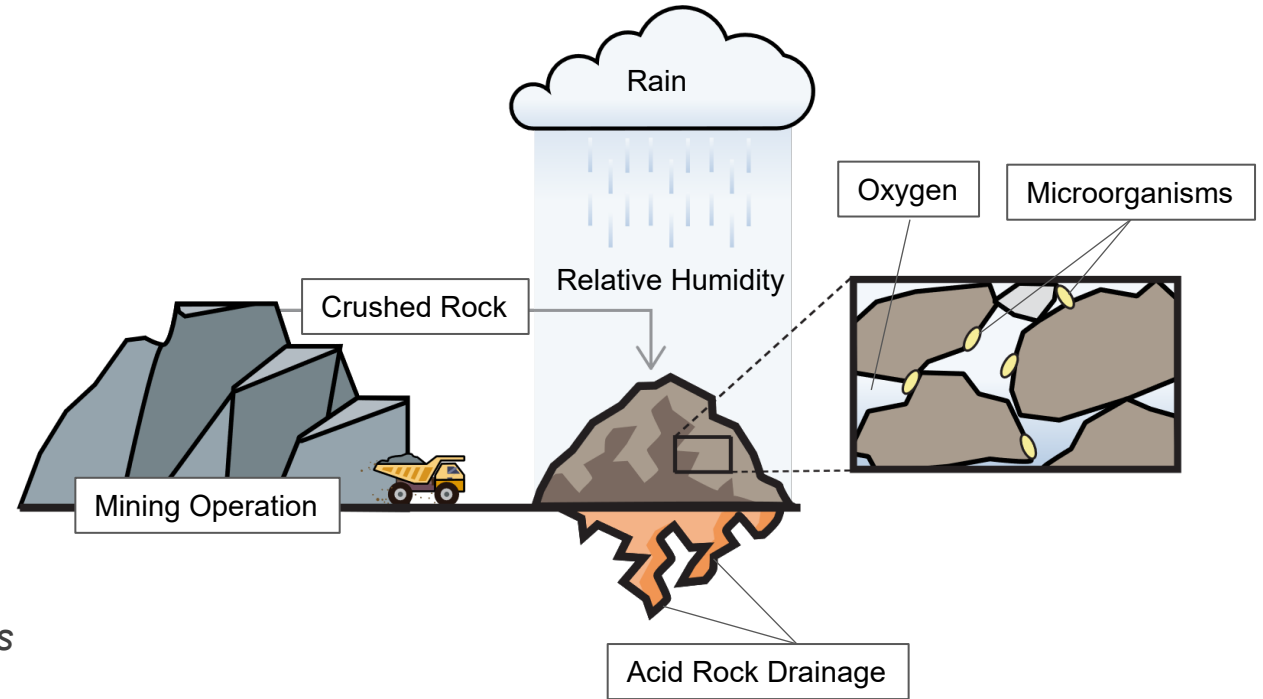 Rain
Oxygen
Microorganisms
Relative Humidity
Crushed Rock
Mining Operation
s
Acid Rock Drainage